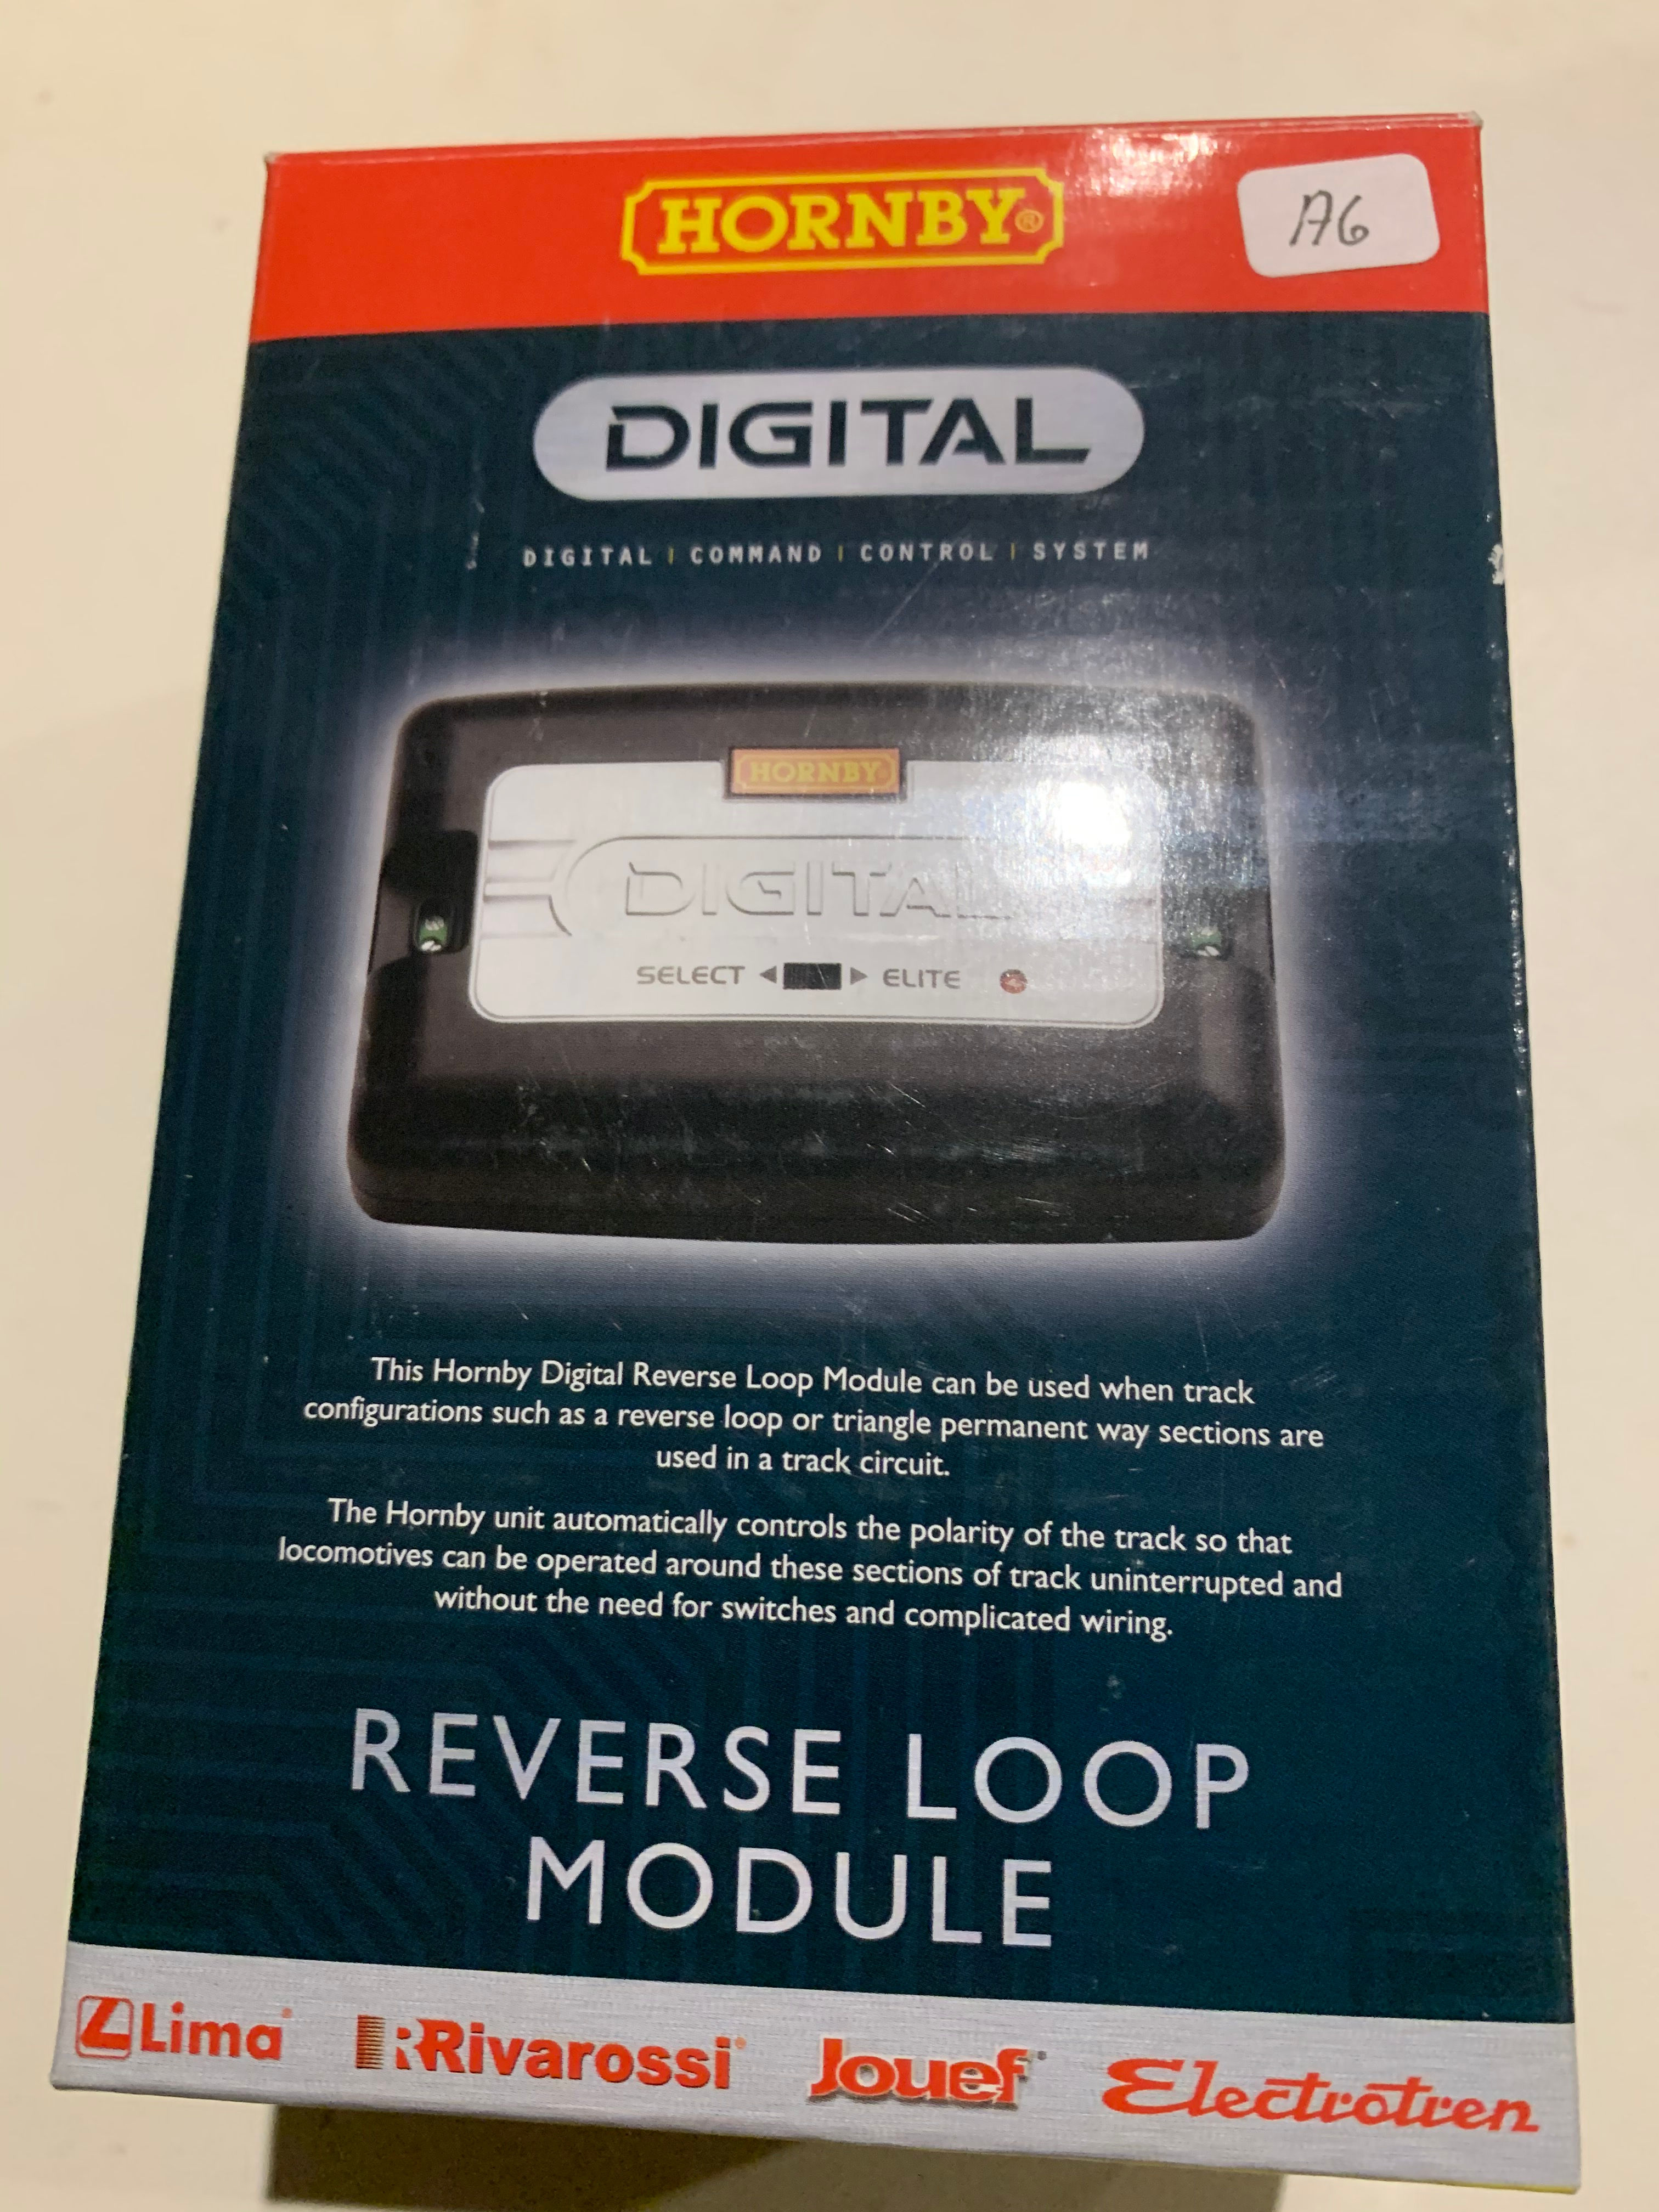 HORNBY®
A6
DIGITAL
DIGITAL | COMMAND | CONTROL | SYSTEM
HORNBY
DIGITAL
SELECT ◀ ▶ ELITE
This Hornby Digital Reverse Loop Module can be used when track
configurations such as a reverse loop or triangle permanent way sections are
used in a track circuit.
The Hornby unit automatically controls the polarity of the track so that
locomotives can be operated around these sections of track uninterrupted and
without the need for switches and complicated wiring.
REVERSE LOOP
MODULE
Lima Rivarossi Jouef Electrotren